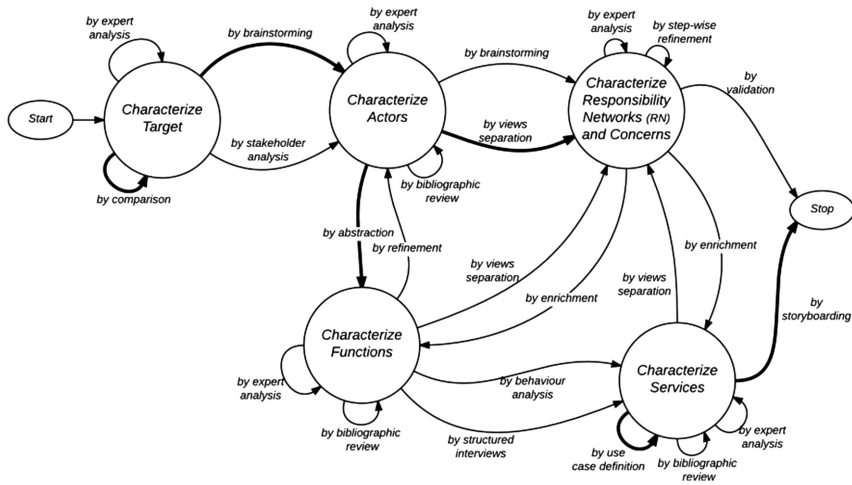 by expert
analysis
by brainstorming
by expert
analysis
by brainstorming
by expert
analysis
by step-wise
refinement
Start
Characterize
Target
Characterize
Actors
Characterize
Responsibility
Networks (RN)
and Concerns
by
validation
by stakeholder
analysis
by views
separation
by comparison
by bibliographic
review
Stop
by abstraction
by refinement
by views
separation
by enrichment
by views
separation
by enrichment
by
storyboarding
Characterize
Functions
Characterize
Services
by expert
analysis
by behaviour
analysis
by bibliographic
review
by structured
interviews
by use
case definition
by bibliographic
review
by expert
analysis